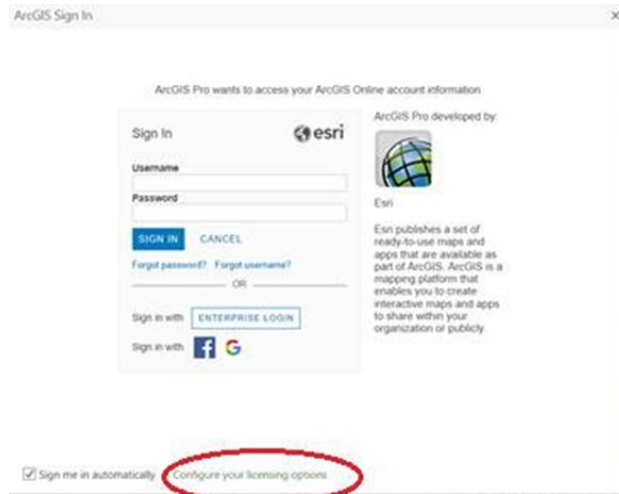 ArcGIS Sign In
ArcGIS Pro wants to access your ArcGIS Online account information
Sign In
esri
Username
Password
SIGN IN CANCEL
Forgot password? Forgot username?
OR
Sign in with ENTERPRISE LOGIN
Sign in with G
ArcGIS Pro developed by:
Esri
Esri publishes a set of
ready-to-use maps and
apps that are available as
part of ArcGIS. ArcGIS is a
mapping platform that
enables you to create
interactive maps and apps
to share within your
organization or publicly.
Sign me in automatically Configure your licensing options